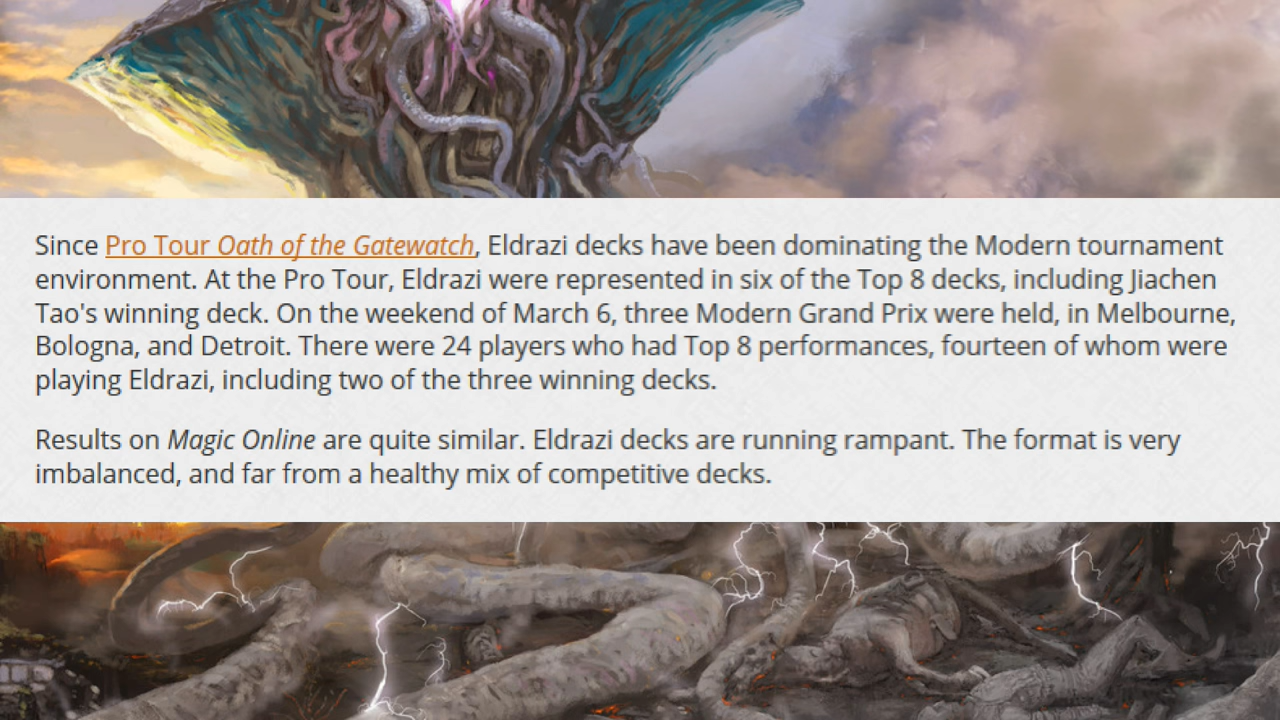 Since Pro Tour Oath of the Gatewatch, Eldrazi decks have been dominating the Modern tournament
environment. At the Pro Tour, Eldrazi were represented in six of the Top 8 decks, including Jiachen
Tao's winning deck. On the weekend of March 6, three Modern Grand Prix were held, in Melbourne,
Bologna, and Detroit. There were 24 players who had Top 8 performances, fourteen of whom were
playing Eldrazi, including two of the three winning decks.
Results on Magic Online are quite similar. Eldrazi decks are running rampant. The format is very
imbalanced, and far from a healthy mix of competitive decks.